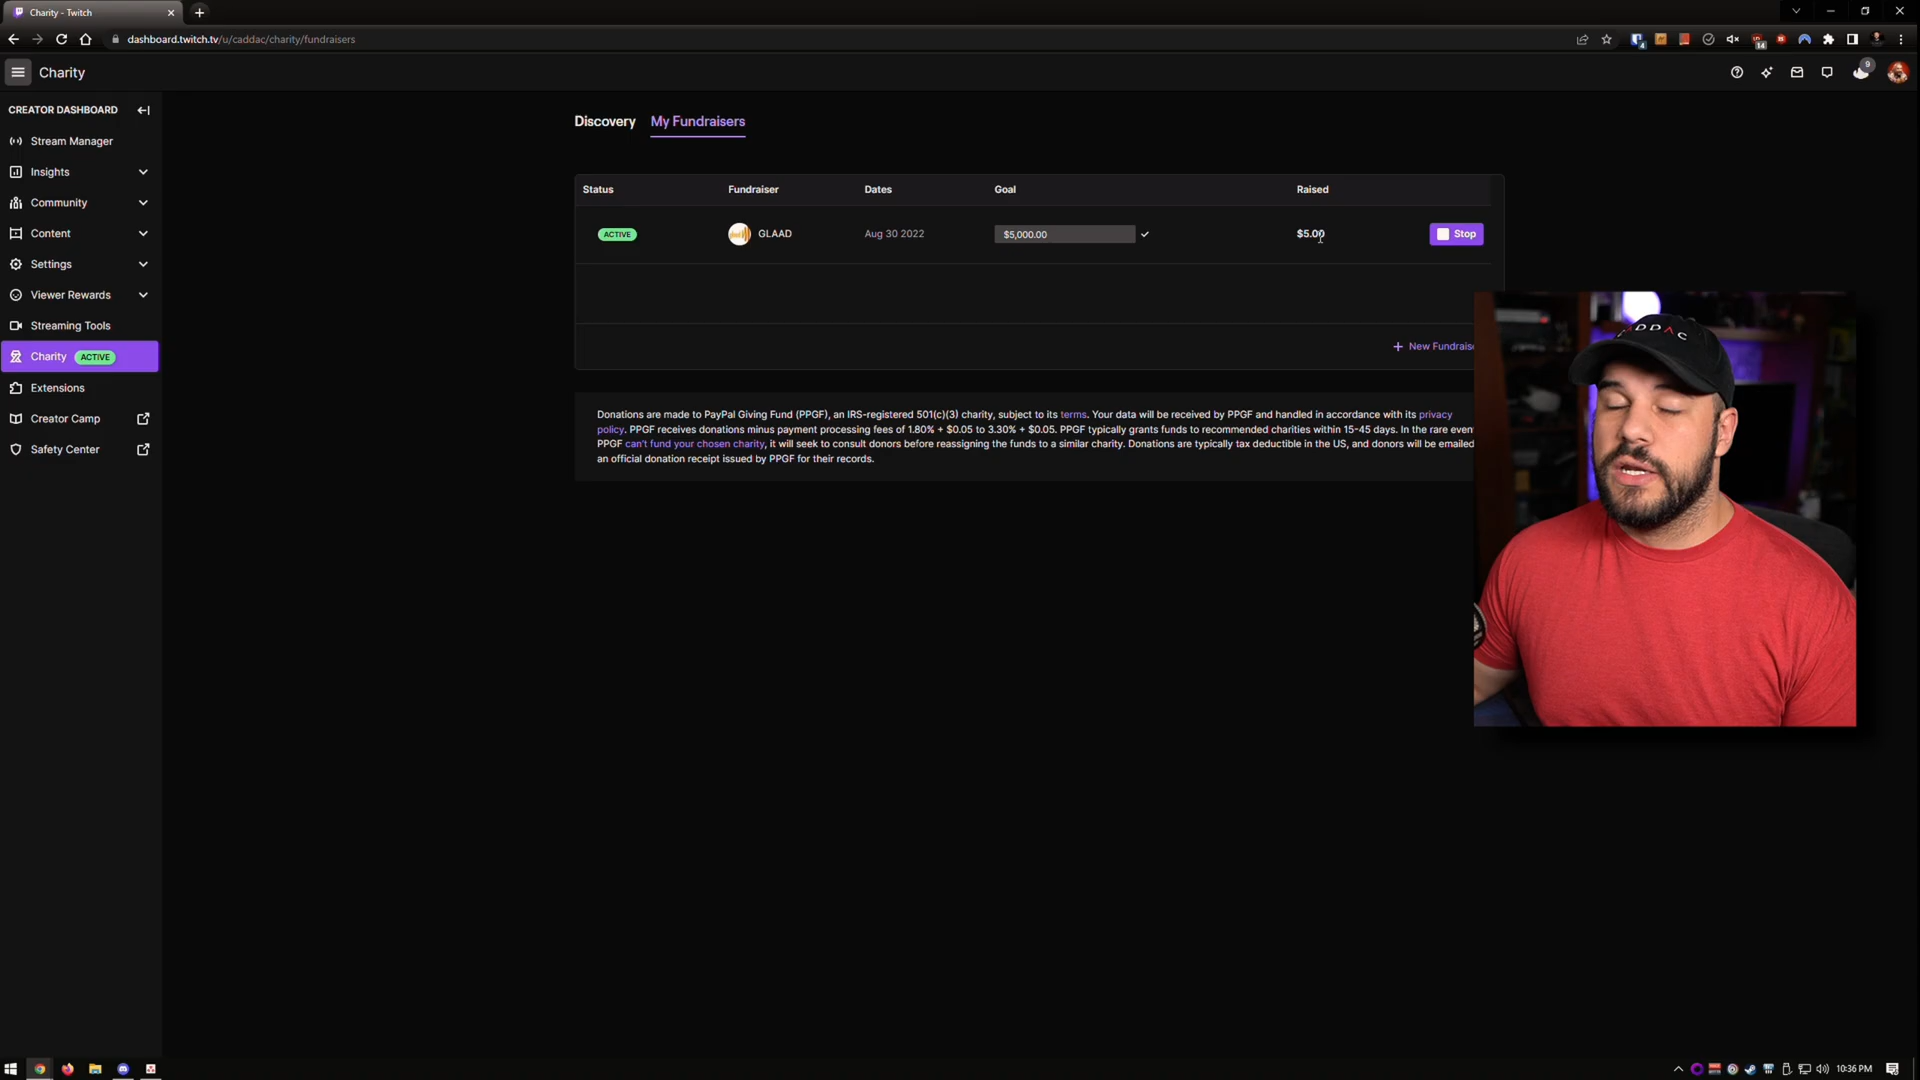 Charity - Twitch
dashboard.twitch.tv/u/caddac/charity/fundraisers
4
14
Charity
9
CREATOR DASHBOARD
Stream Manager
Insights
Community
Content
Settings
Viewer Rewards
Streaming Tools
Charity ACTIVE
Extensions
Creator Camp
Safety Center
Discovery My Fundraisers
Status Fundraiser Dates Goal Raised
ACTIVE GLAAD Aug 30 2022 $5,000.00 $5.00 Stop
+ New Fundraise
Donations are made to PayPal Giving Fund (PPGF), an IRS-registered 501(c)(3) charity, subject to its terms. Your data will be received by PPGF and handled in accordance with its privacy
policy. PPGF receives donations minus payment processing fees of 1.80% + $0.05 to 3.30% + $0.05. PPGF typically grants funds to recommended charities within 15-45 days. In the rare even
PPGF can't fund your chosen charity, it will seek to consult donors before reassigning the funds to a similar charity. Donations are typically tax deductible in the US, and donors will be emailed
an official donation receipt issued by PPGF for their records.
10:36 PM